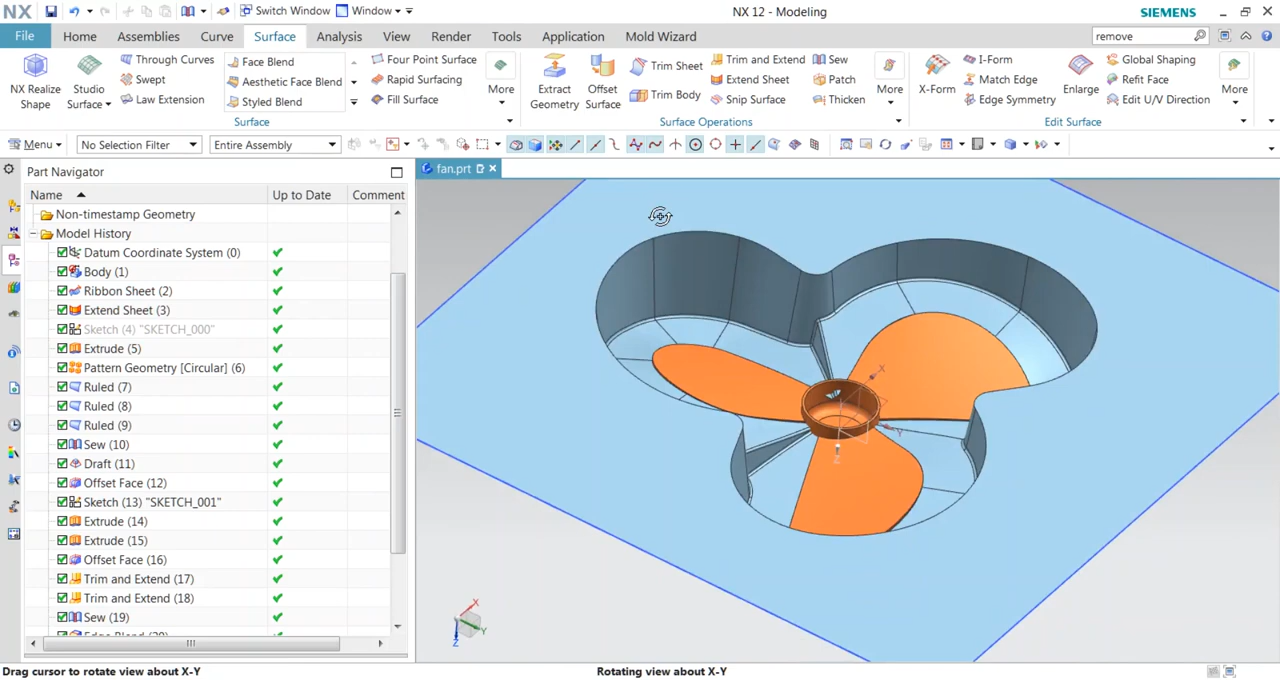 NX Switch Window Window NX 12 - Modeling SIEMENS
File Home Assemblies Curve Surface Analysis View Render Tools Application Mold Wizard remove
Through Curves Face Blend Four Point Surface Trim Sheet Trim and Extend Sew I-Form Global Shaping
Swept Aesthetic Face Blend Rapid Surfacing Extend Sheet Patch Match Edge Refit Face
NX Realize Shape Studio Surface Law Extension Styled Blend Fill Surface More Extract Geometry Offset Surface Trim Body Snip Surface Thicken More X-Form Edge Symmetry Enlarge Edit U/V Direction More
Surface Surface Operations Edit Surface
Menu No Selection Filter Entire Assembly
Part Navigator fan.prt
Name Up to Date Comment
Non-timestamp Geometry
Model History
Datum Coordinate System (0)
Body (1)
Ribbon Sheet (2)
Extend Sheet (3)
Sketch (4) "SKETCH_000"
Extrude (5)
Pattern Geometry [Circular] (6)
Ruled (7)
Ruled (8)
Ruled (9)
Sew (10)
Draft (11)
Offset Face (12)
Sketch (13) "SKETCH_001"
Extrude (14)
Extrude (15)
Offset Face (16)
Trim and Extend (17)
Trim and Extend (18)
Sew (19)
X
Y
Z
X
Y
Z
Drag cursor to rotate view about X-Y Rotating view about X-Y